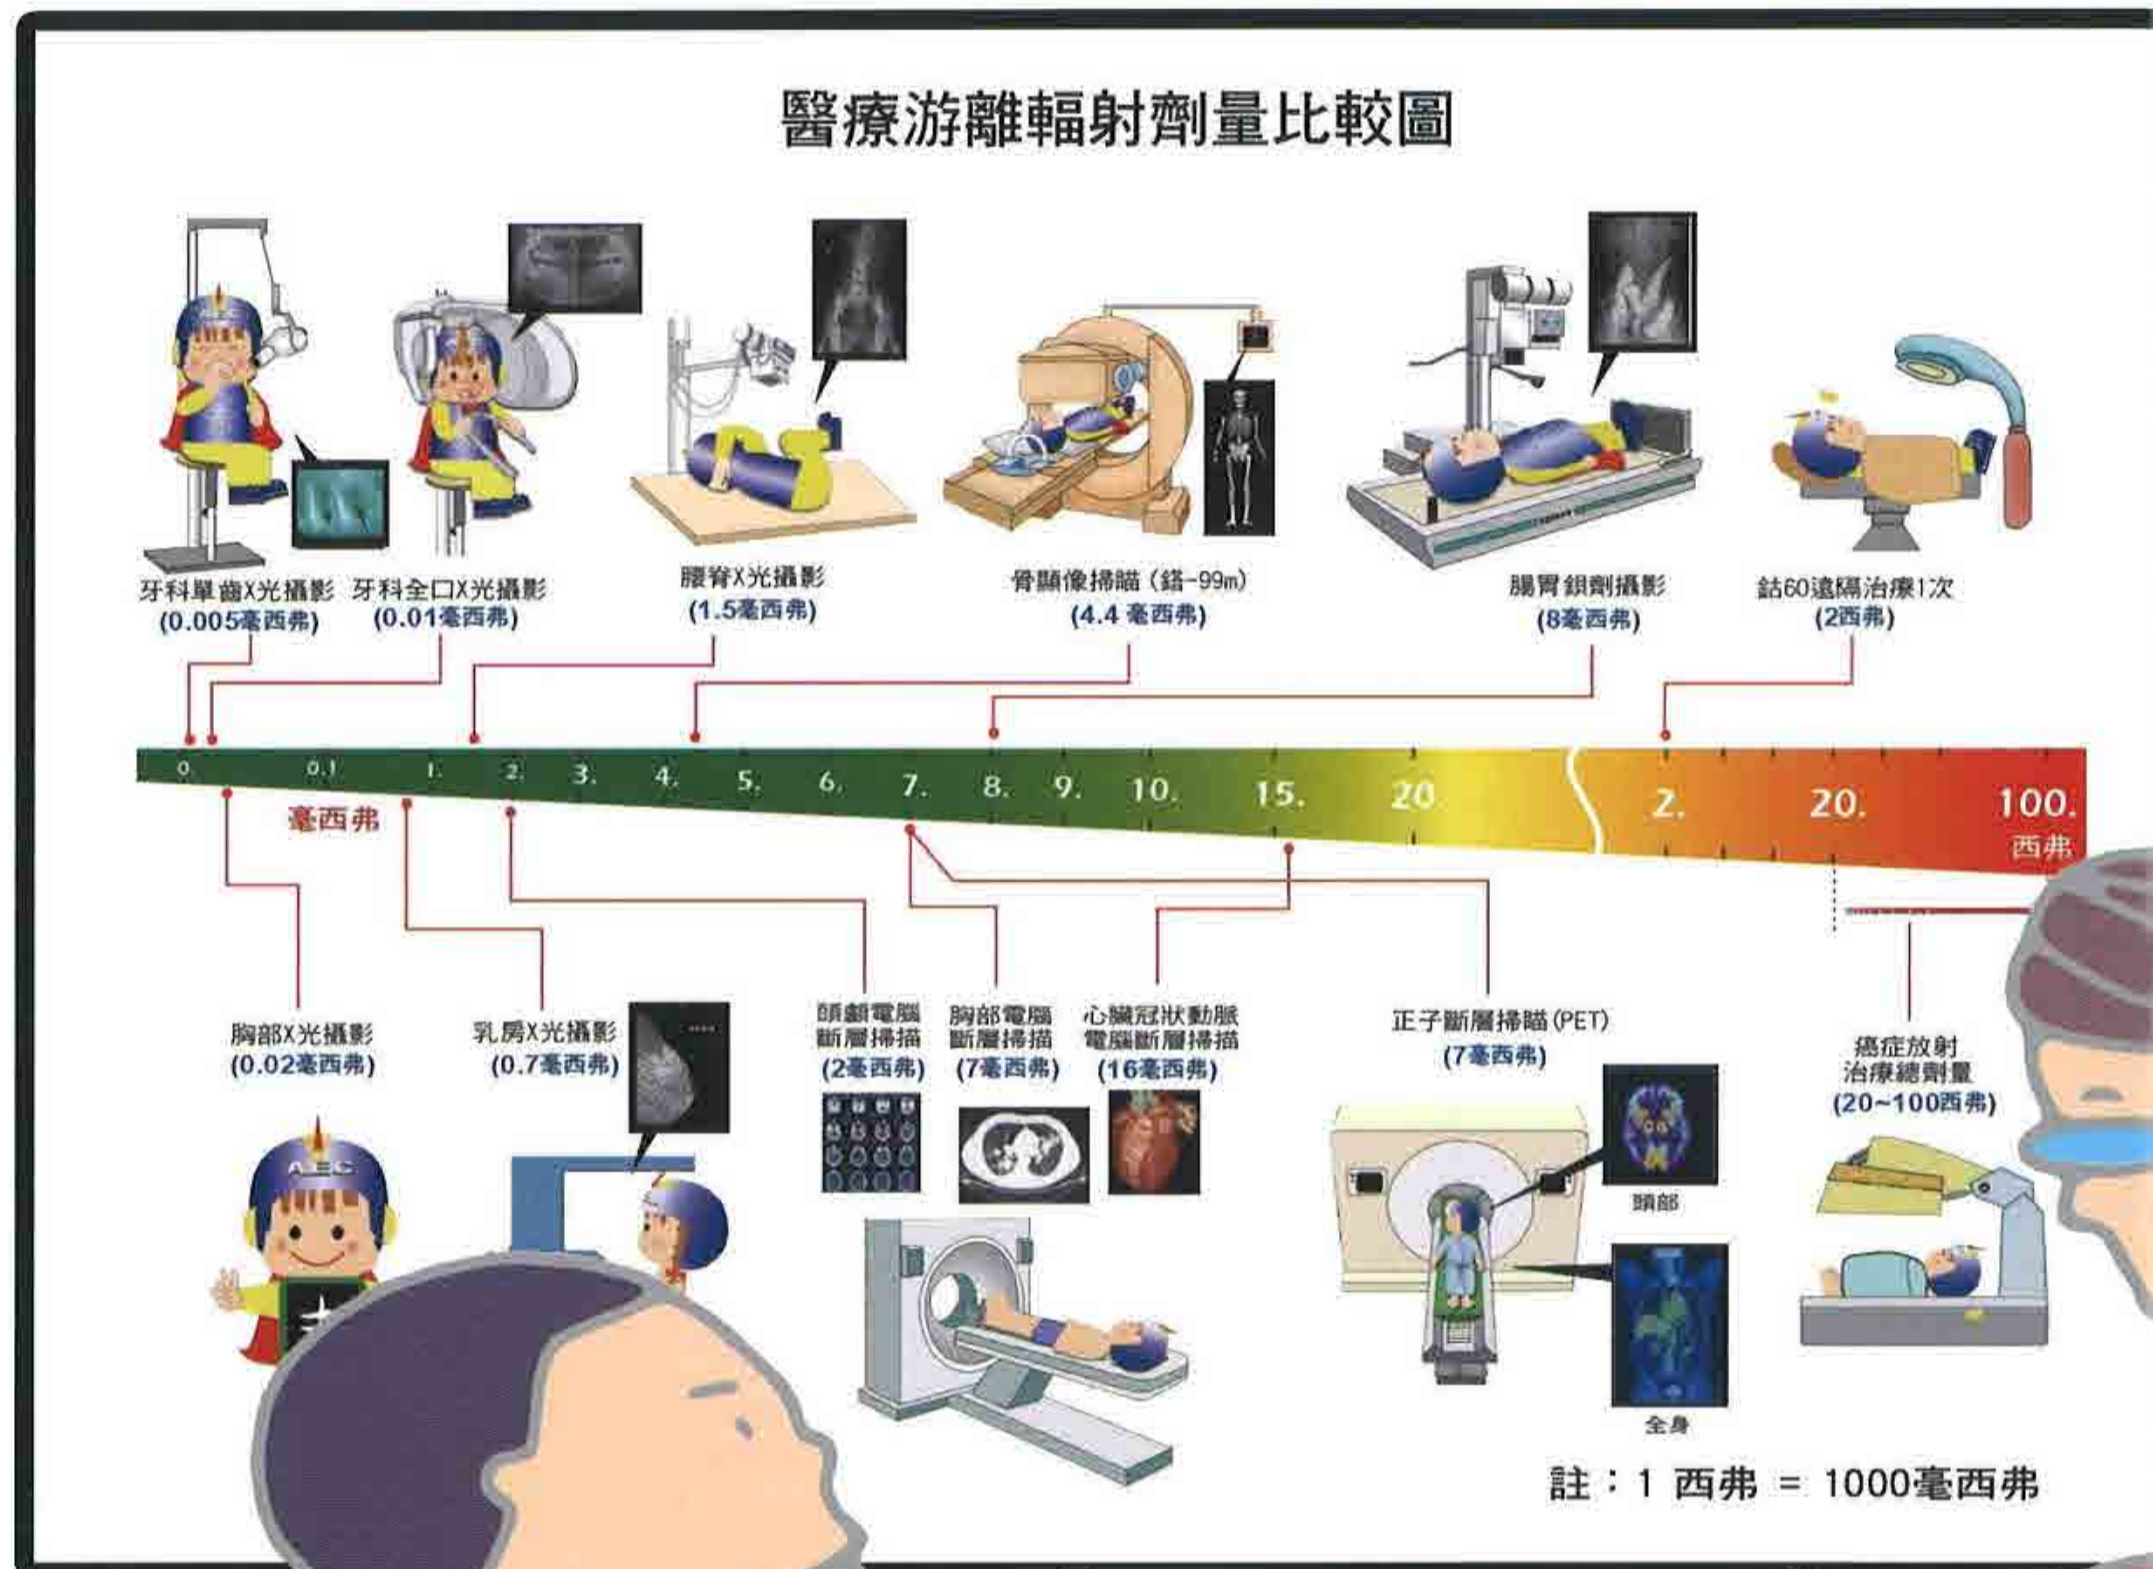 醫療游離輻射劑量比較圖
牙科單齒X光攝影
(0.005毫西弗)
牙科全口X光攝影
(0.01毫西弗)
腰脊X光攝影
(1.5毫西弗)
骨顯像掃瞄(鎝-99m)
(4.4 毫西弗)
腸胃鋇劑攝影
(8毫西弗)
鈷60遠隔治療1次
(2西弗)
0. 0.1 1. 2. 3. 4. 5. 6. 7. 8. 9. 10. 15. 20. 2. 20. 100.
毫西弗
西弗
胸部X光攝影
(0.02毫西弗)
乳房X光攝影
(0.7毫西弗)
頭顱電腦
斷層掃描
(2毫西弗)
胸部電腦
斷層掃描
(7毫西弗)
心臟冠狀動脈
電腦斷層掃描
(16毫西弗)
正子斷層掃瞄(PET)
(7毫西弗)
癌症放射
治療總劑量
(20~100西弗)
AEC
頭部
全身
註：1 西弗 = 1000毫西弗